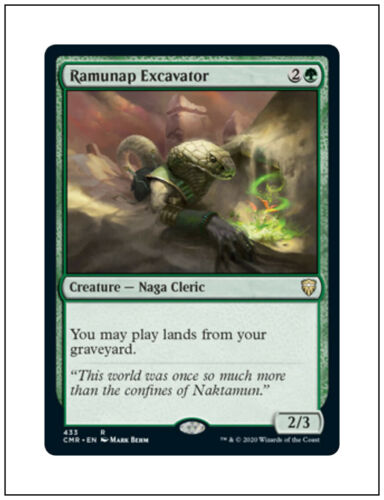 Ramunap Excavator 2
Creature — Naga Cleric
You may play lands from your
graveyard.
“This world was once so much more
than the confines of Naktamun.”
2/3
433 R
CMR • EN Mark Behm ™ & © 2020 Wizards of the Coast